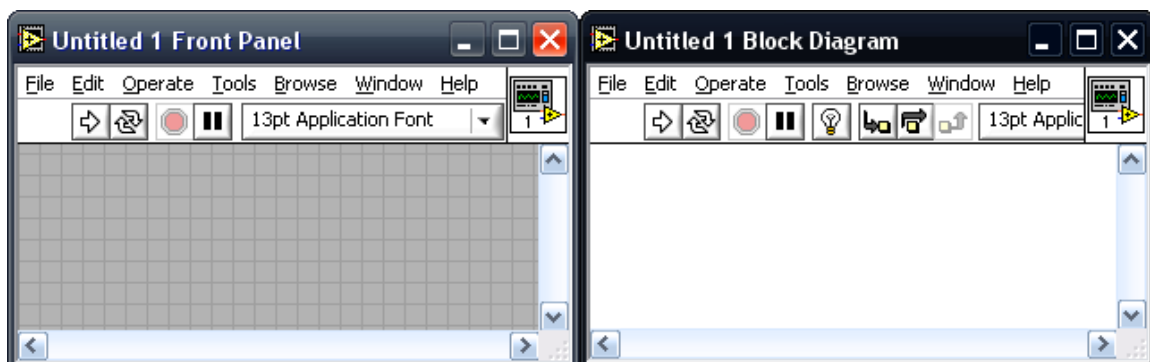 Untitled 1 Front Panel
File Edit Operate Tools Browse Window Help
13pt Application Font
1
Untitled 1 Block Diagram
File Edit Operate Tools Browse Window Help
13pt Applic
1